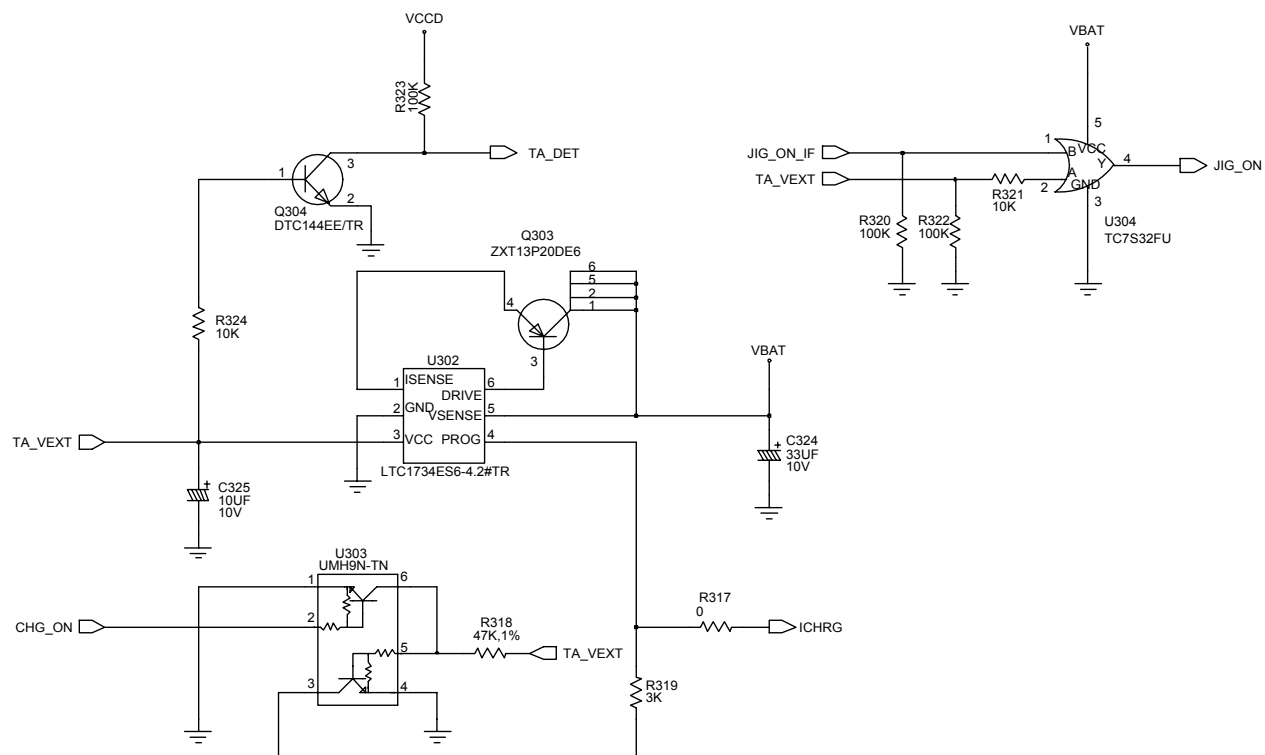 VCCD
R323
100K
3
TA_DET
1
2
Q304
DTC144EE/TR
VBAT
5
1
JIG_ON_IF
B
VCC
Y
4
JIG_ON
TA_VEXT
A
2
GND
R321
10K
3
R320
100K
R322
100K
U304
TC7S32FU
Q303
ZXT13P20DE6
6
5
2
1
4
3
R324
10K
U302
1
ISENSE
6
DRIVE
2
GND
VSENSE
5
TA_VEXT
3
VCC
PROG
4
LTC1734ES6-4.2#TR
VBAT
+
C324
33UF
10V
+
C325
10UF
10V
U303
UMH9N-TN
1
6
CHG_ON
2
5
3
4
R318
47K,1%
TA_VEXT
R317
0
ICHRG
R319
3K